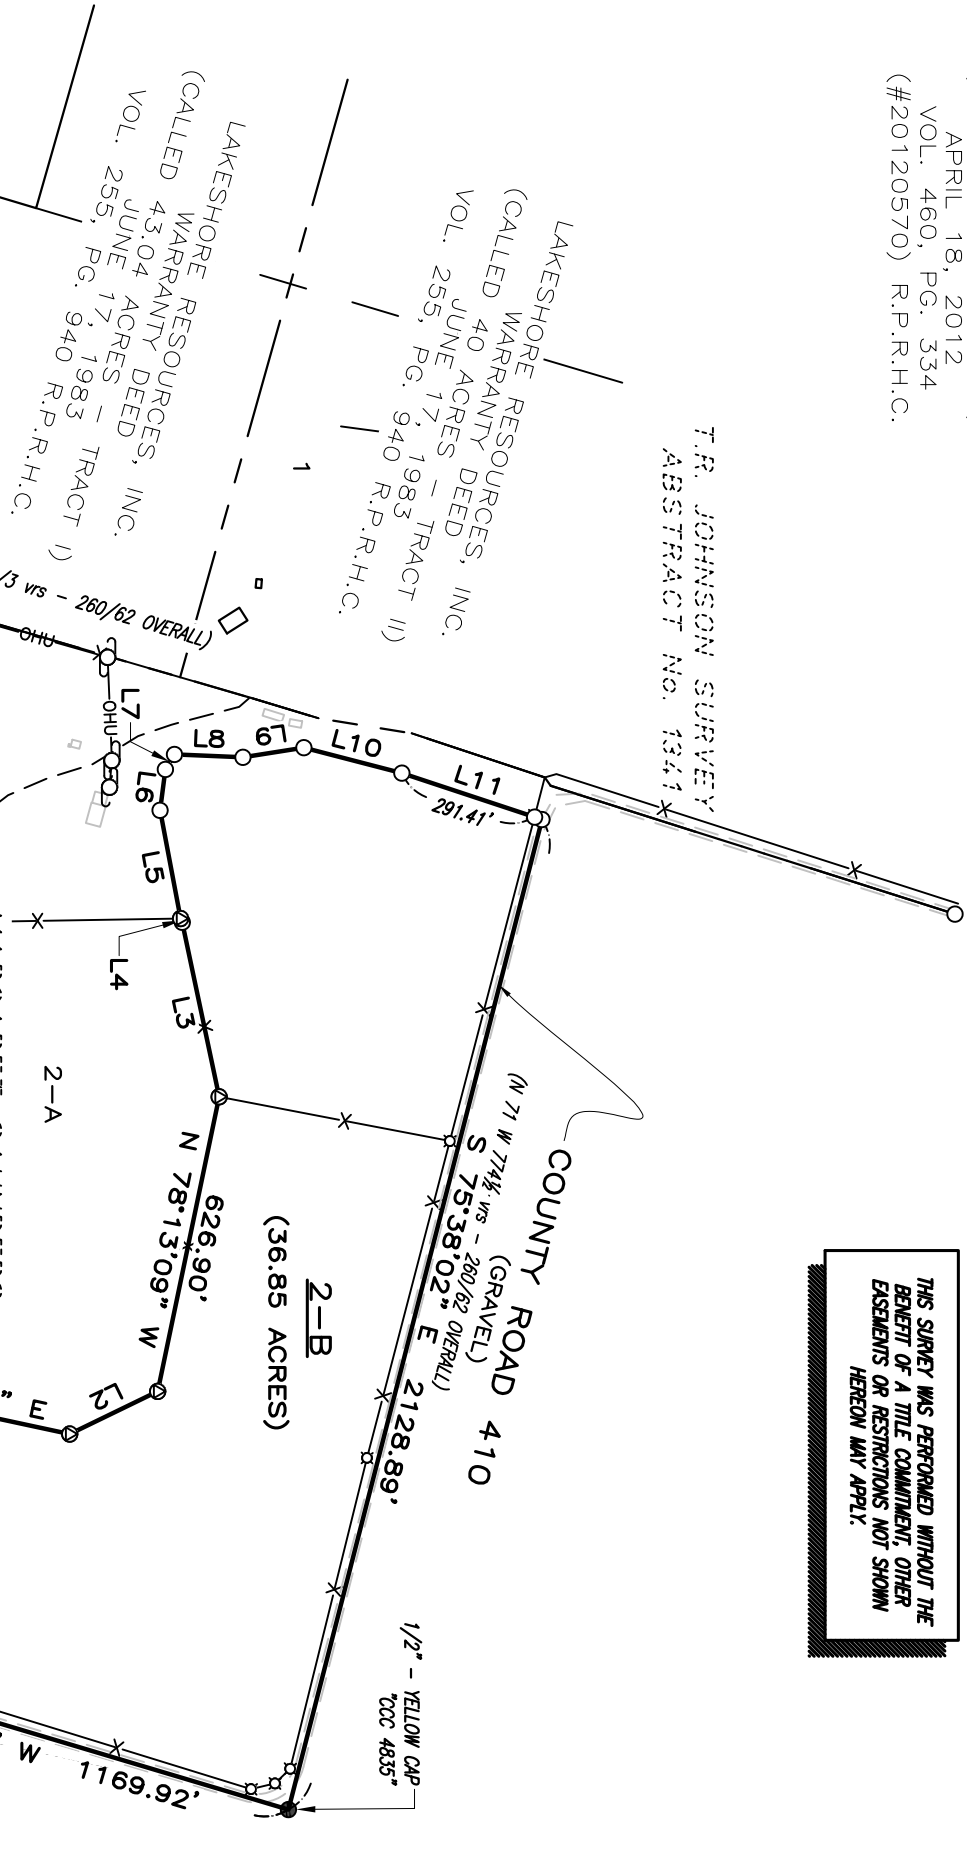 APRIL 18, 2012
VOL. 460, PG. 334
(#20120570) R.P.R.H.C.
THIS SURVEY WAS PERFORMED WITHOUT THE
BENEFIT OF A TITLE COMMITMENT, OTHER
EASEMENTS OR RESTRICTIONS NOT SHOWN
HEREON MAY APPLY.
T.R. JOHNSON SURVEY
ABSTRACT No. 1341
LAKESHORE RESOURCES, INC.
WARRANTY DEED
(CALLED 40 ACRES - TRACT II)
JUNE 17, 1983
VOL. 255, PG. 940 R.P.R.H.C.
1
LAKESHORE RESOURCES, INC.
WARRANTY DEED
(CALLED 43.04 ACRES - TRACT I)
JUNE 17, 1983
VOL. 255, PG. 940 R.P.R.H.C.
/3 vrs - 260/62 OVERALL)
OHU
OHU
L7
L8
L9
L10
L11
291.41'
L6
L5
L4
L3
COUNTY ROAD 410
(GRAVEL)
(N 71 W 774⅙ vrs - 260/62 OVERALL)
S 75°38'02" E 2128.89'
2-B
(36.85 ACRES)
626.90'
N 78°13'09" W
2-A
L2
" E
1/2" - YELLOW CAP
"CCC 4835"
' W 1169.92'